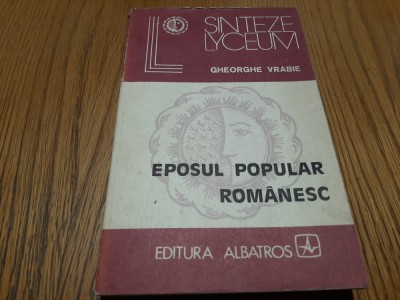 SINTEZE
LYCEUM
GHEORGHE VRABIE
EPOSUL POPULAR
ROMÂNESC
EDITURA ALBATROS